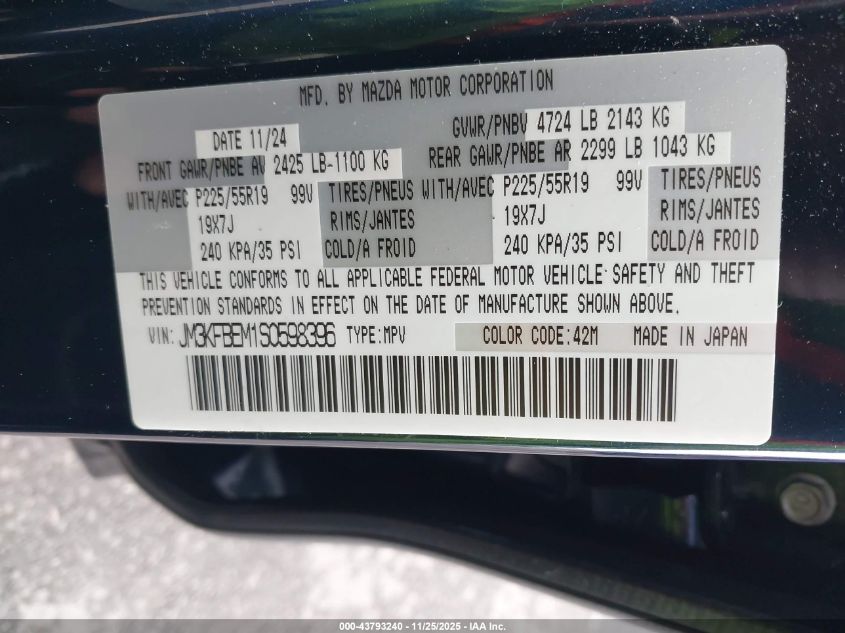 MFD. BY MAZDA MOTOR CORPORATION
DATE 11/24 GVWR/PNBV 4724 LB 2143 KG
FRONT GAWR/PNBE AV 2425 LB-1100 KG REAR GAWR/PNBE AR 2299 LB 1043 KG
WITH/AVEC P225/55R19 99V TIRES/PNEUS WITH/AVEC P225/55R19 99V TIRES/PNEUS
19X7J RIMS/JANTES 19X7J RIMS/JANTES
240 KPA/35 PSI COLD/A FROID 240 KPA/35 PSI COLD/A FROID
THIS VEHICLE CONFORMS TO ALL APPLICABLE FEDERAL MOTOR VEHICLE SAFETY AND THEFT
PREVENTION STANDARDS IN EFFECT ON THE DATE OF MANUFACTURE SHOWN ABOVE.
VIN: JM3KFBEM1S0598396 TYPE:MPV COLOR CODE:42M MADE IN JAPAN
000-43793240 - 11/25/2025 - IAA Inc.